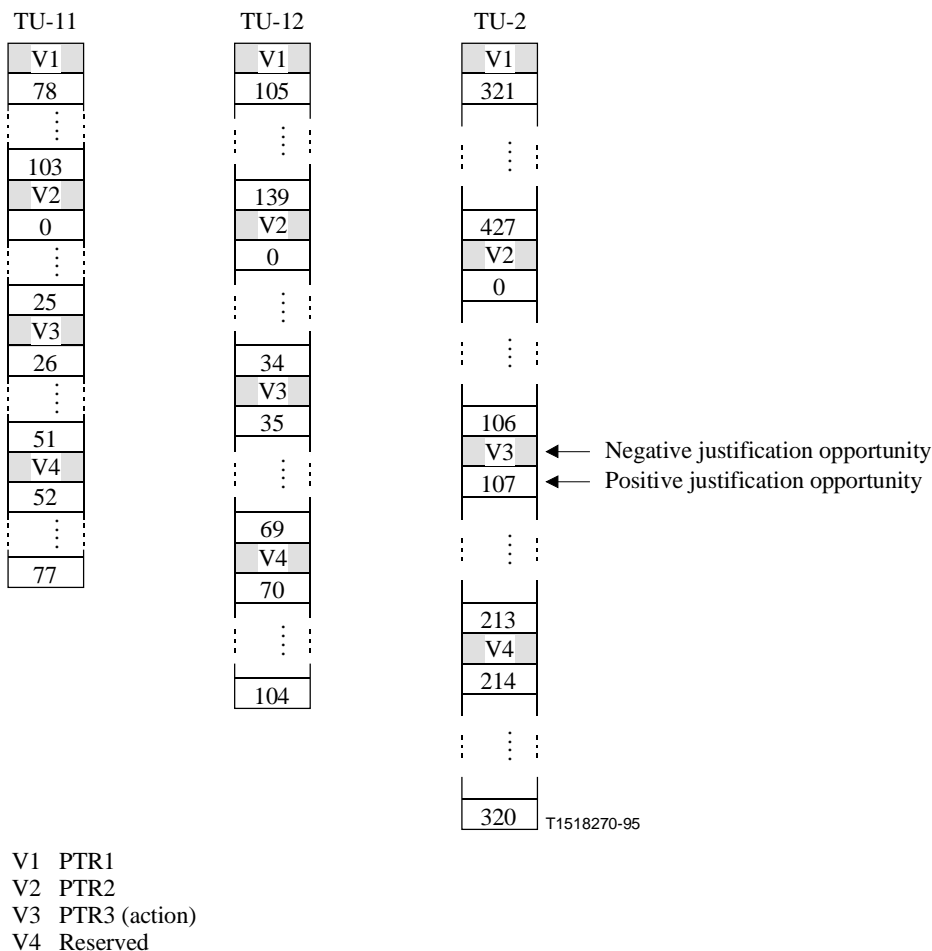 TU-11
V1
78
103
V2
0
25
V3
26
51
V4
52
77
TU-12
V1
105
139
V2
0
34
V3
35
69
V4
70
104
TU-2
V1
321
427
V2
0
106
V3
107
213
V4
214
320
Negative justification opportunity
Positive justification opportunity
T1518270-95
V1 PTR1
V2 PTR2
V3 PTR3 (action)
V4 Reserved